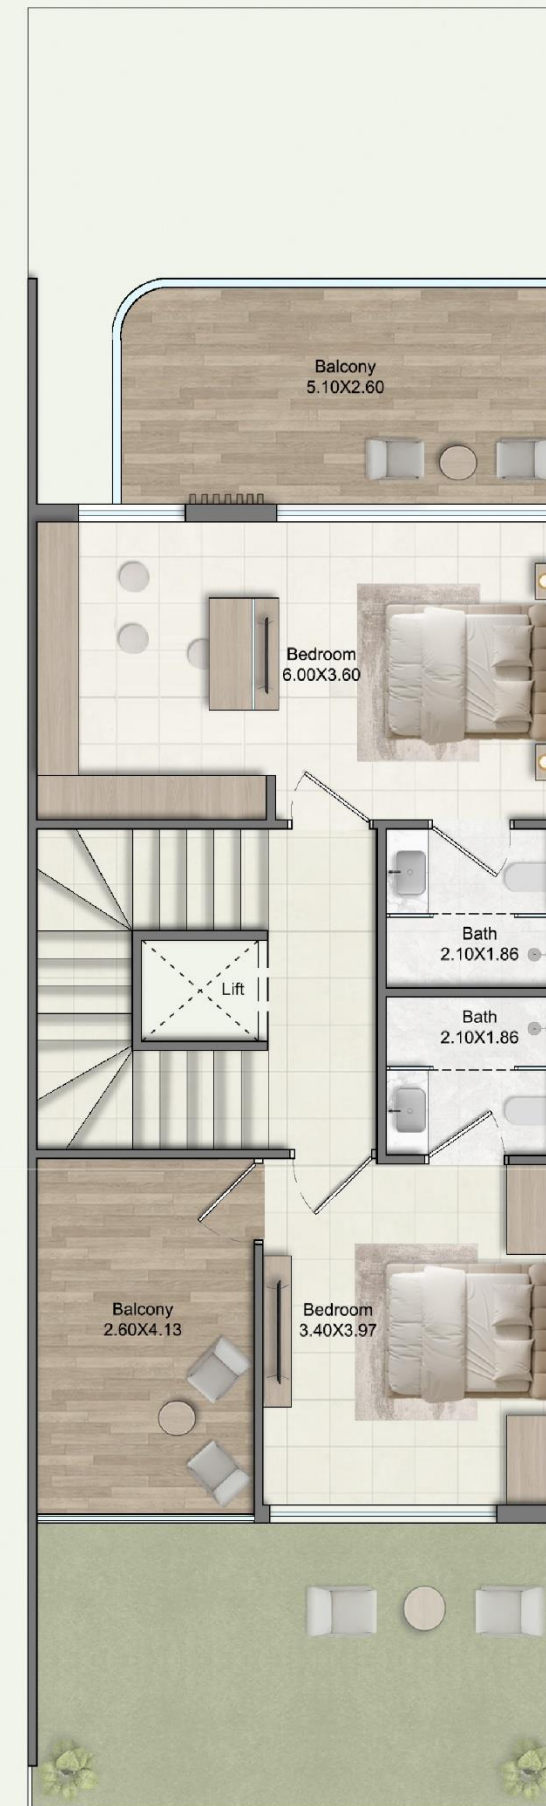 Balcony
5.10X2.60
Bedroom
6.00X3.60
Bath
2.10X1.86
Lift
Bath
2.10X1.86
Balcony
2.60X4.13
Bedroom
3.40X3.97